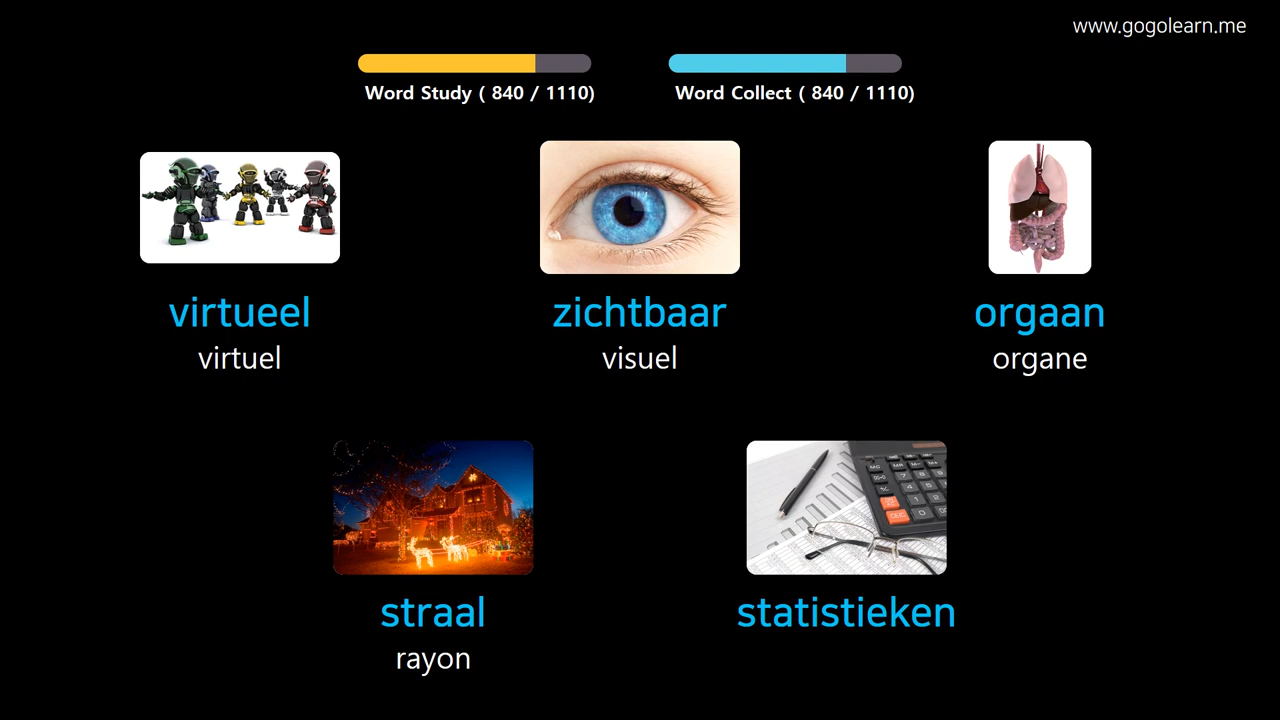 www.gogolearn.me
Word Study ( 840 / 1110)
Word Collect ( 840 / 1110)
virtueel
virtuel
zichtbaar
visuel
orgaan
organe
straal
rayon
statistieken